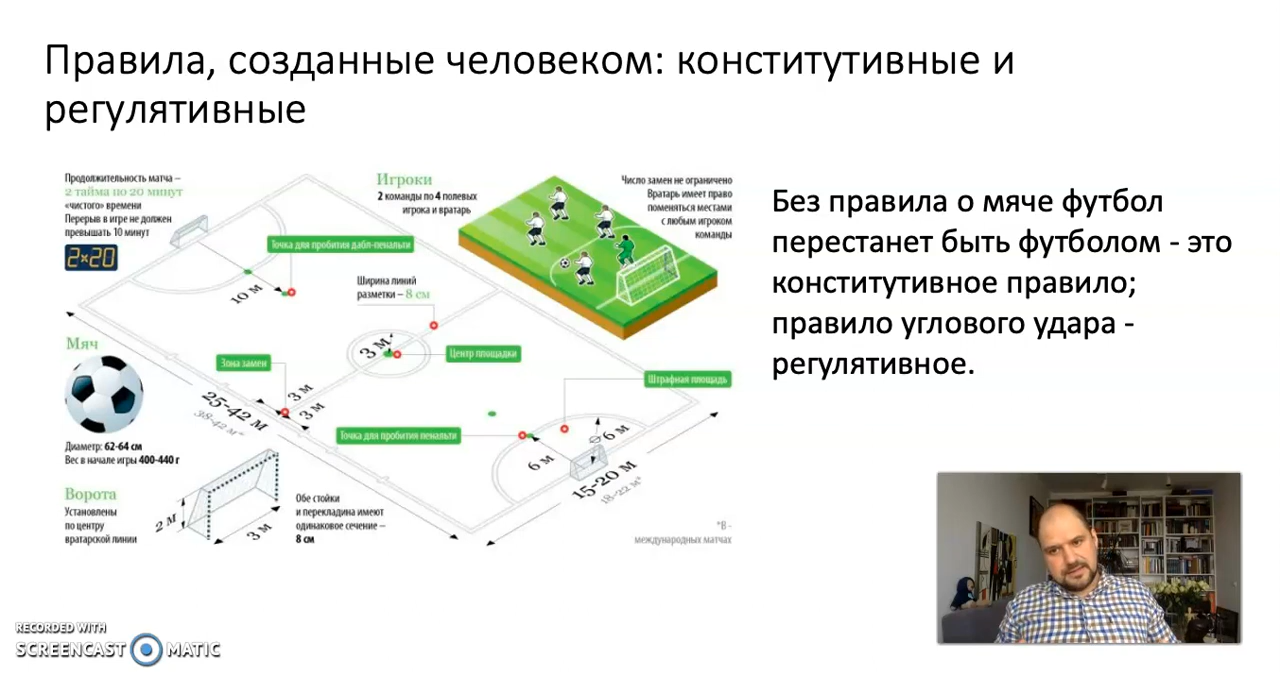 Правила, созданные человеком: конститутивные и
регулятивные
Продолжительность матча –
2 тайма по 20 минут
«чистого» времени
Перерыв в игре не должен
превышать 10 минут
2×20
Игроки
2 команды по 4 полевых
игрока и вратарь
Число замен не ограничено
Вратарь имеет право
поменяться местами
с любым игроком
команды
Точка для пробития дабл-пенальти
10 м
Ширина линий
разметки – 8 см
Мяч
3 м
Центр площадки
Зона замен
3 м
3 м
Штрафная площадь
25-42 м
38-42 м*
Точка для пробития пенальти
6 м
6 м
15-20 м
18-22 м*
Диаметр: 62-64 см
Вес в начале игры 400-440 г
Ворота
Установлены
по центру
вратарской линии
2 м
3 м
Обе стойки
и перекладина имеют
одинаковое сечение –
8 см
*В -
международных матчах
Без правила о мяче футбол
перестанет быть футболом - это
конститутивное правило;
правило углового удара -
регулятивное.
RECORDED WITH
SCREENCAST MATIC